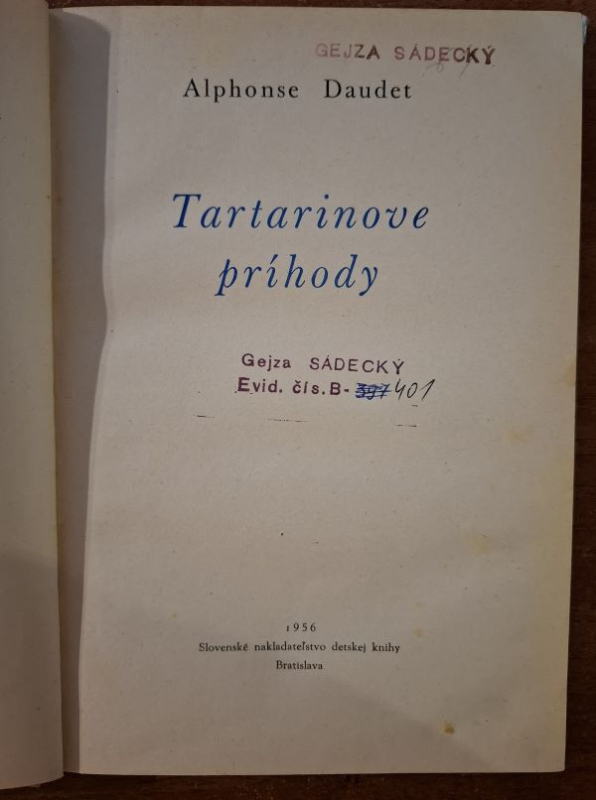 GEJZA SÁDECKÝ
Alphonse Daudet
Tartarinove
príhody
Gejza SÁDECKÝ
Evid. čís.B- 397 401
1956
Slovenské nakladateľstvo detskej knihy
Bratislava